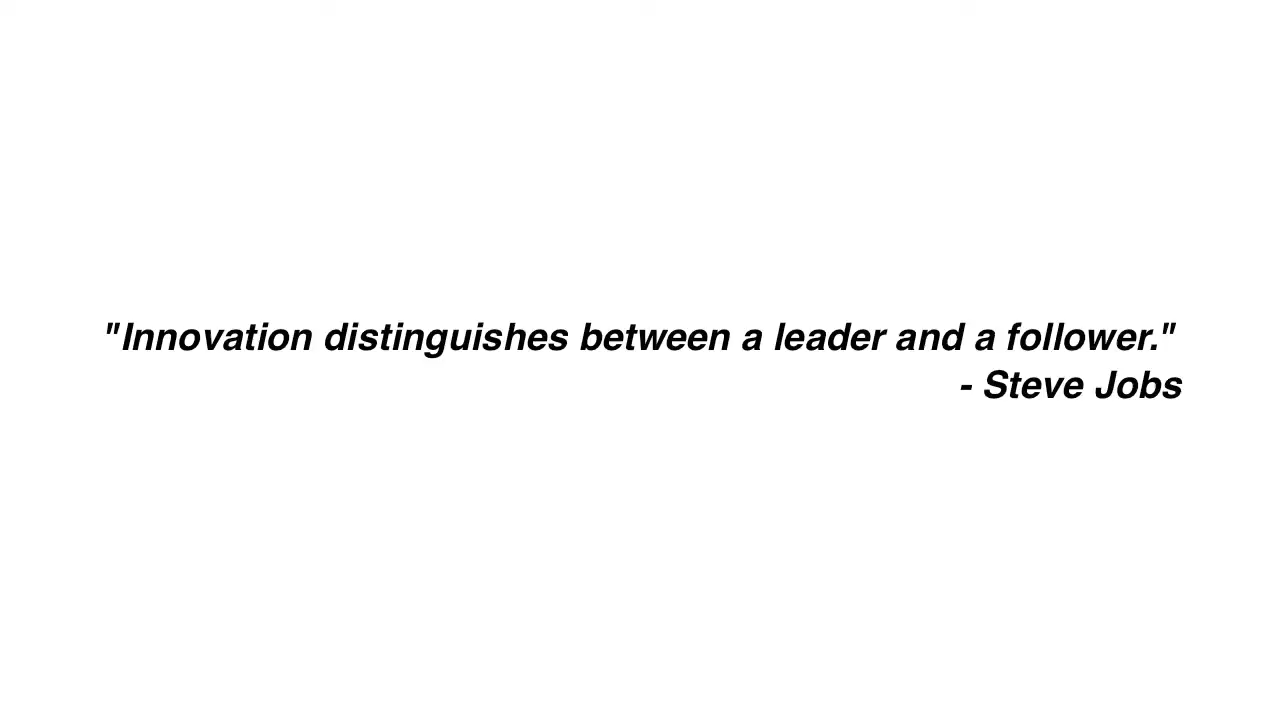 "Innovation distinguishes between a leader and a follower."
- Steve Jobs